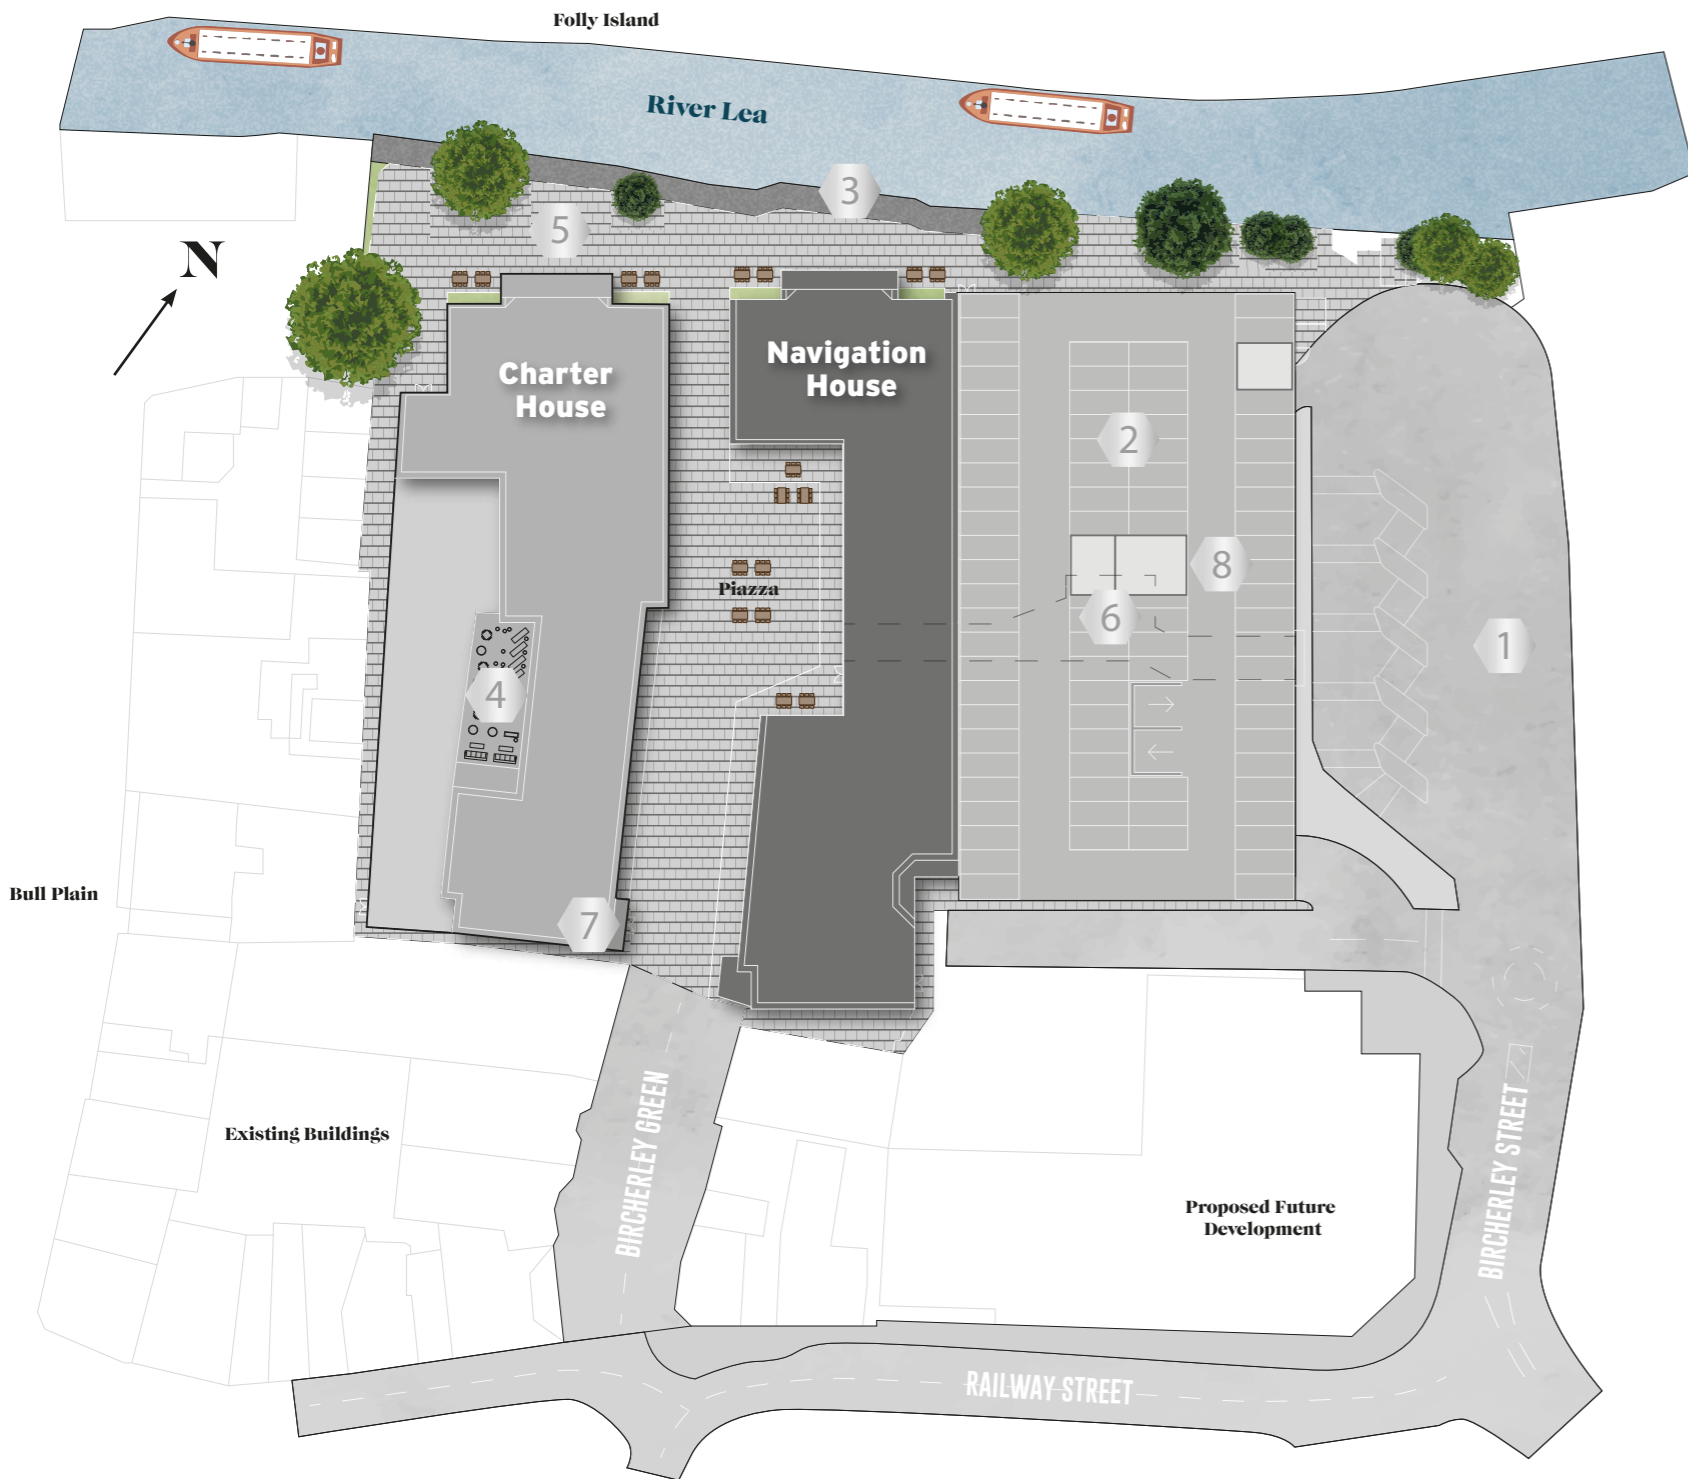 Folly Island
River Lea
3
5
N
Navigation
House
Charter
House
2
8
Piazza
6
1
4
Bull Plain
7
BIRCHERLEY GREEN
BIRCHERLEY STREET
Existing Buildings
Proposed Future
Development
RAILWAY STREET